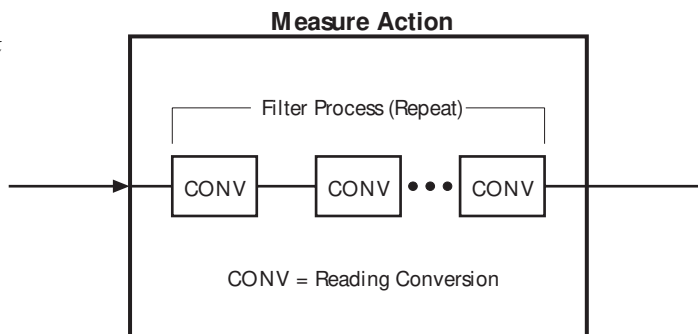 Measure Action
Filter Process (Repeat)
CONV CONV ••• CONV
CONV = Reading Conversion